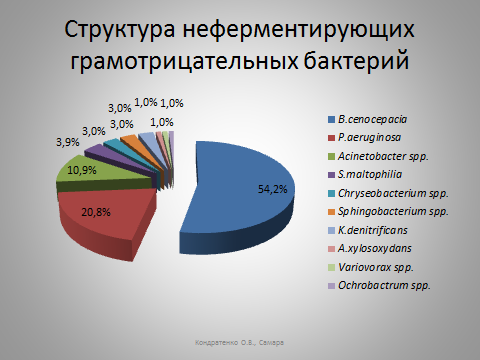 Структура неферментирующих
грамотрицательных бактерий
3,0%
1,0%
1,0%
3,0%
1,0%
3,0%
3,9%
10,9%
20,8%
54,2%
B.cenocepacia
P.aeruginosa
Acinetobacter spp.
S.maltophilia
Chryseobacterium spp.
Sphingobacterium spp.
K.denitrificans
A.xylosoxydans
Variovorax spp.
Ochrobactrum spp.
Кондратенко О.В., Самара